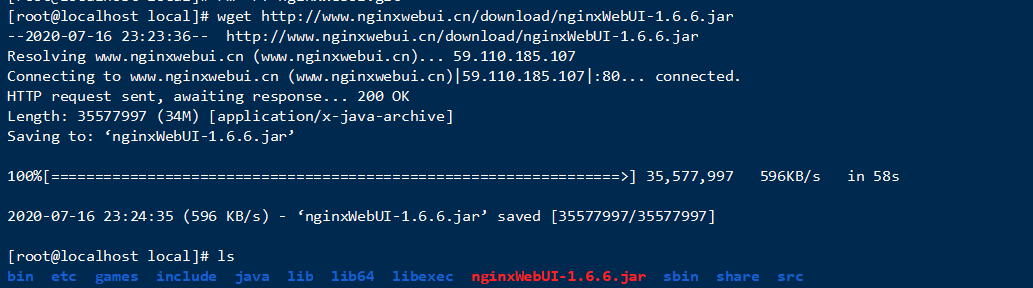 [root@localhost local]# wget http://www.nginxwebui.cn/download/nginxWebUI-1.6.6.jar
--2020-07-16 23:23:36--  http://www.nginxwebui.cn/download/nginxWebUI-1.6.6.jar
Resolving www.nginxwebui.cn (www.nginxwebui.cn)... 59.110.185.107
Connecting to www.nginxwebui.cn (www.nginxwebui.cn)|59.110.185.107|:80... connected.
HTTP request sent, awaiting response... 200 OK
Length: 35577997 (34M) [application/x-java-archive]
Saving to: ‘nginxWebUI-1.6.6.jar’
100%[=================================================================>] 35,577,997   596KB/s   in 58s
2020-07-16 23:24:35 (596 KB/s) - ‘nginxWebUI-1.6.6.jar’ saved [35577997/35577997]
[root@localhost local]# ls
bin  etc  games  include  java  lib  lib64  libexec  nginxWebUI-1.6.6.jar  sbin  share  src